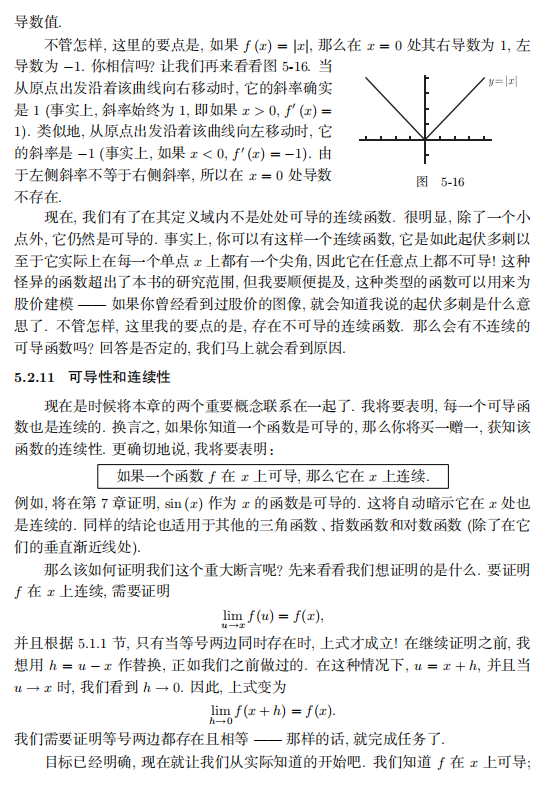 导数值.
不管怎样, 这里的要点是, 如果 f (x) = |x|, 那么在 x = 0 处其右导数为 1, 左
导数为 −1. 你相信吗? 让我们再来看看图 5-16. 当
从原点出发沿着该曲线向右移动时, 它的斜率确实
是 1 (事实上, 斜率始终为 1, 即如果 x > 0, f′ (x) =
1). 类似地, 从原点出发沿着该曲线向左移动时, 它
的斜率是 −1 (事实上, 如果 x < 0, f′ (x) = −1). 由
于左侧斜率不等于右侧斜率, 所以在 x = 0 处导数
不存在.
y = |x|
图 5-16
现在, 我们有了在其定义域内不是处处可导的连续函数. 很明显, 除了一个小
点外, 它仍然是可导的. 事实上, 你可以有这样一个连续函数, 它是如此起伏多刺以
至于它实际上在每一个单点 x 上都有一个尖角, 因此它在任意点上都不可导! 这种
怪异的函数超出了本书的研究范围, 但我要顺便提及, 这种类型的函数可以用来为
股价建模 —— 如果你曾经看到过股价的图像, 就会知道我说的起伏多刺是什么意
思了. 不管怎样, 这里我的要点的是, 存在不可导的连续函数. 那么会有不连续的
可导函数吗? 回答是否定的, 我们马上就会看到原因.
5.2.11 可导性和连续性
现在是时候将本章的两个重要概念联系在一起了. 我将要表明, 每一个可导函
数也是连续的. 换言之, 如果你知道一个函数是可导的, 那么你将买一赠一, 获知该
函数的连续性. 更确切地说, 我将要表明:
如果一个函数 f 在 x 上可导, 那么它在 x 上连续.
例如, 将在第 7 章证明, sin (x) 作为 x 的函数是可导的. 这将自动暗示它在 x 处也
是连续的. 同样的结论也适用于其他的三角函数、指数函数和对数函数 (除了在它
们的垂直渐近线处).
那么该如何证明我们这个重大断言呢? 先来看看我们想证明的是什么. 要证明
f 在 x 上连续, 需要证明
lim u→x f(u) = f(x),
并且根据 5.1.1 节, 只有当等号两边同时存在时, 上式才成立! 在继续证明之前, 我
想用 h = u − x 作替换, 正如我们之前做过的. 在这种情况下, u = x + h, 并且当
u → x 时, 我们看到 h → 0. 因此, 上式变为
lim h→0 f(x + h) = f(x).
我们需要证明等号两边都存在且相等 —— 那样的话, 就完成任务了.
目标已经明确, 现在就让我们从实际知道的开始吧. 我们知道 f 在 x 上可导;